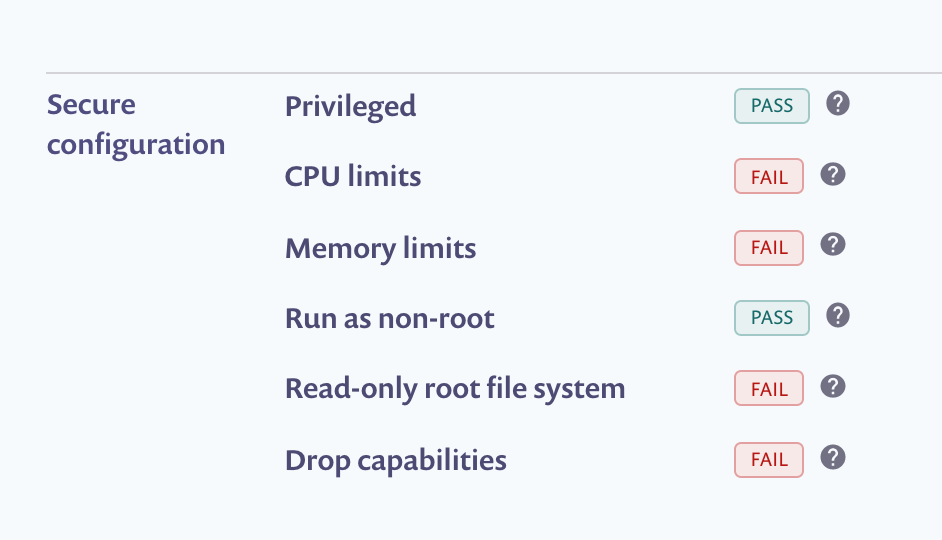 Secure
configuration
Privileged PASS ?
CPU limits FAIL ?
Memory limits FAIL ?
Run as non-root PASS ?
Read-only root file system FAIL ?
Drop capabilities FAIL ?